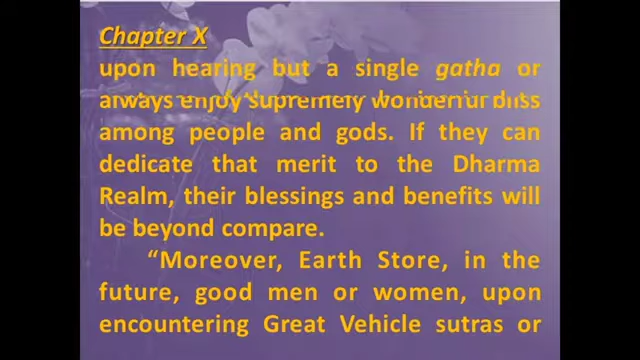 Chapter X
upon hearing but a single gatha or
always enjoy supremely wonderful bliss
among people and gods. If they can
dedicate that merit to the Dharma
Realm, their blessings and benefits will
be beyond compare.
“Moreover, Earth Store, in the
future, good men or women, upon
encountering Great Vehicle sutras or